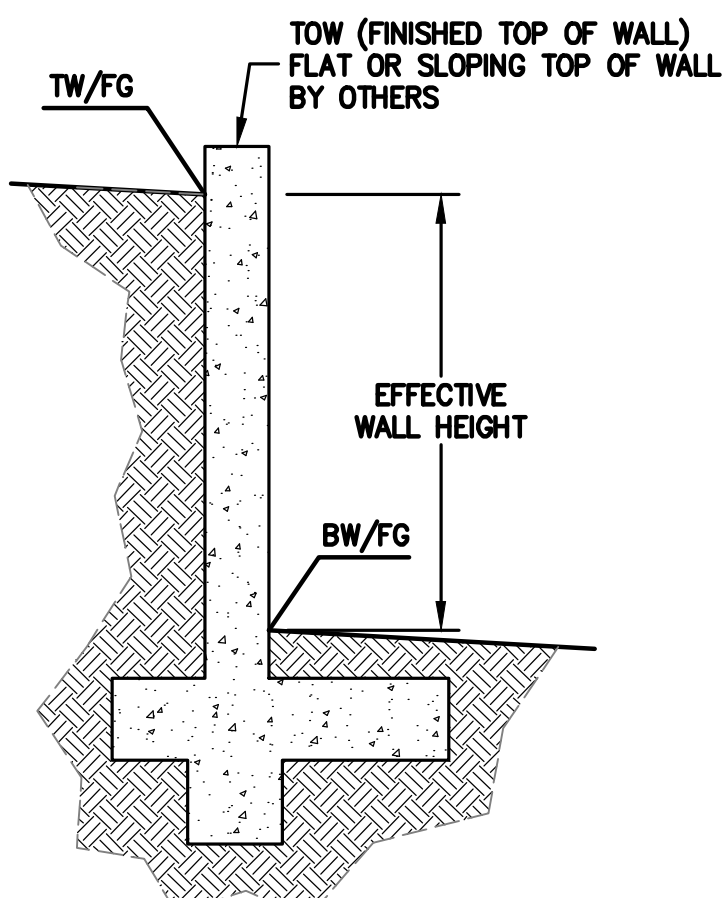 TOW (FINISHED TOP OF WALL)
FLAT OR SLOPING TOP OF WALL
BY OTHERS
TW/FG
EFFECTIVE
WALL HEIGHT
BW/FG